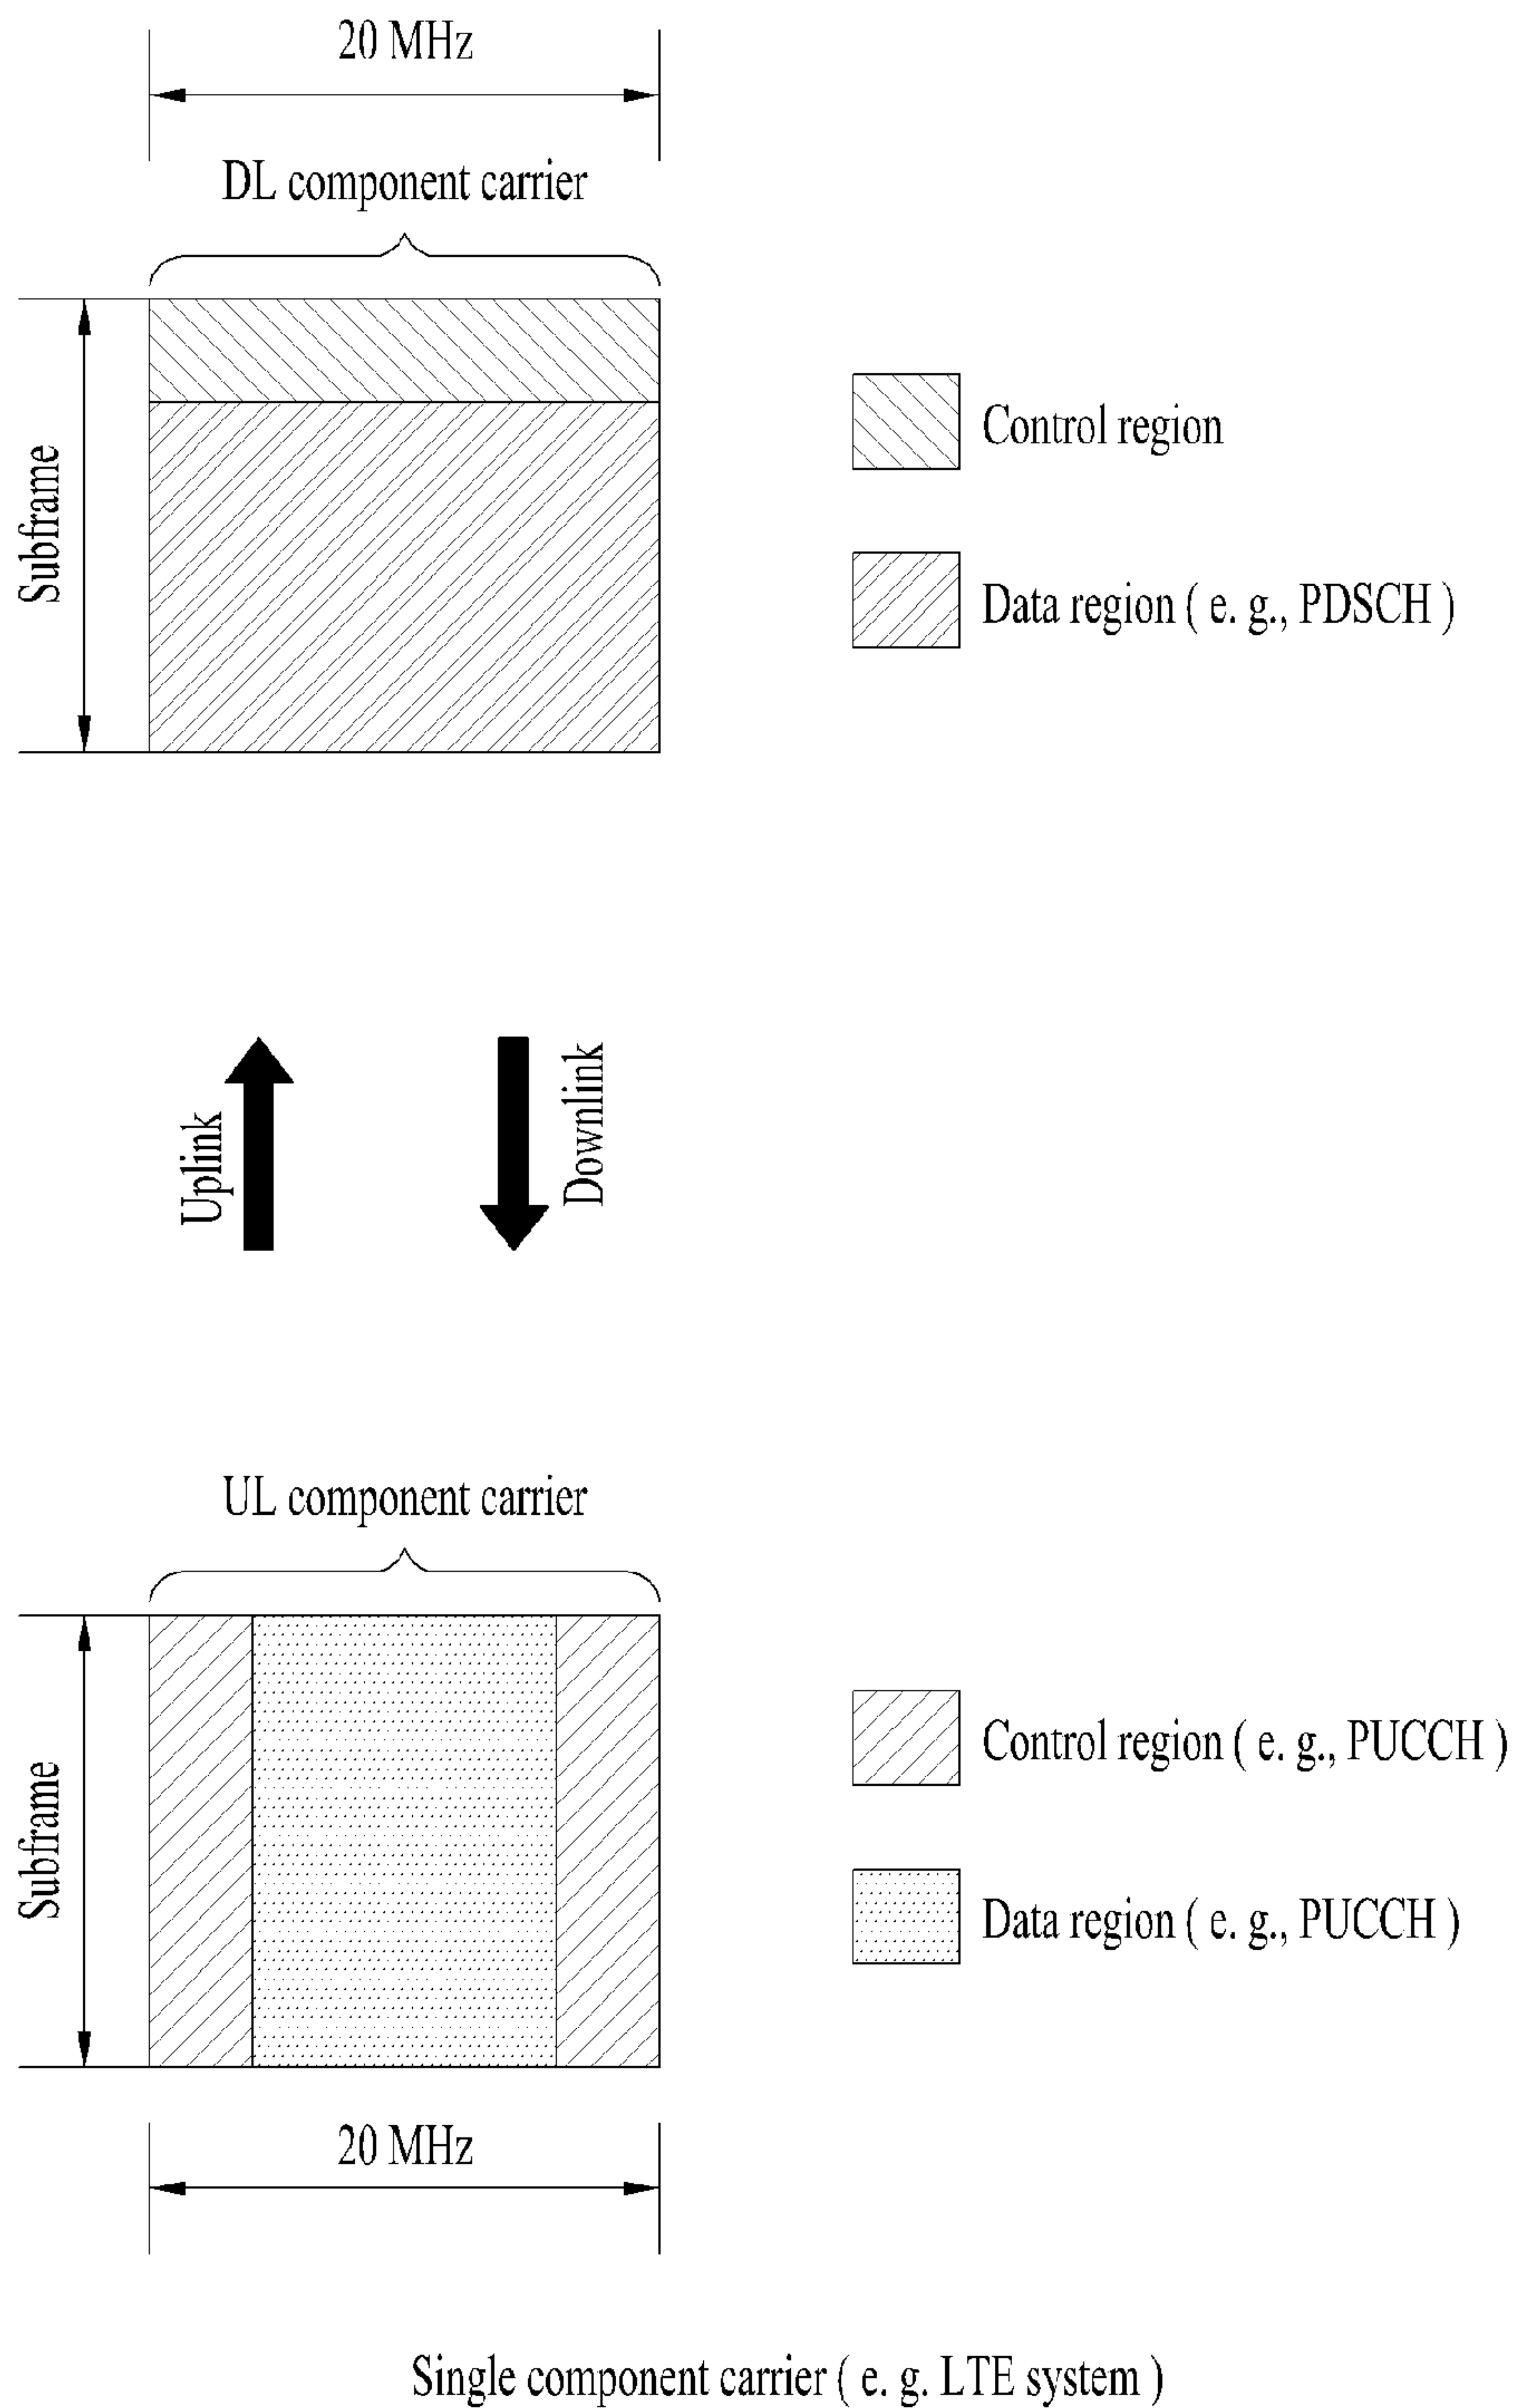 20 MHz
DL component carrier
Subframe
Control region
Data region ( e. g., PDSCH )
Uplink
Downlink
UL component carrier
Subframe
Control region ( e. g., PUCCH )
Data region ( e. g., PUCCH )
20 MHz
Single component carrier ( e. g. LTE system )